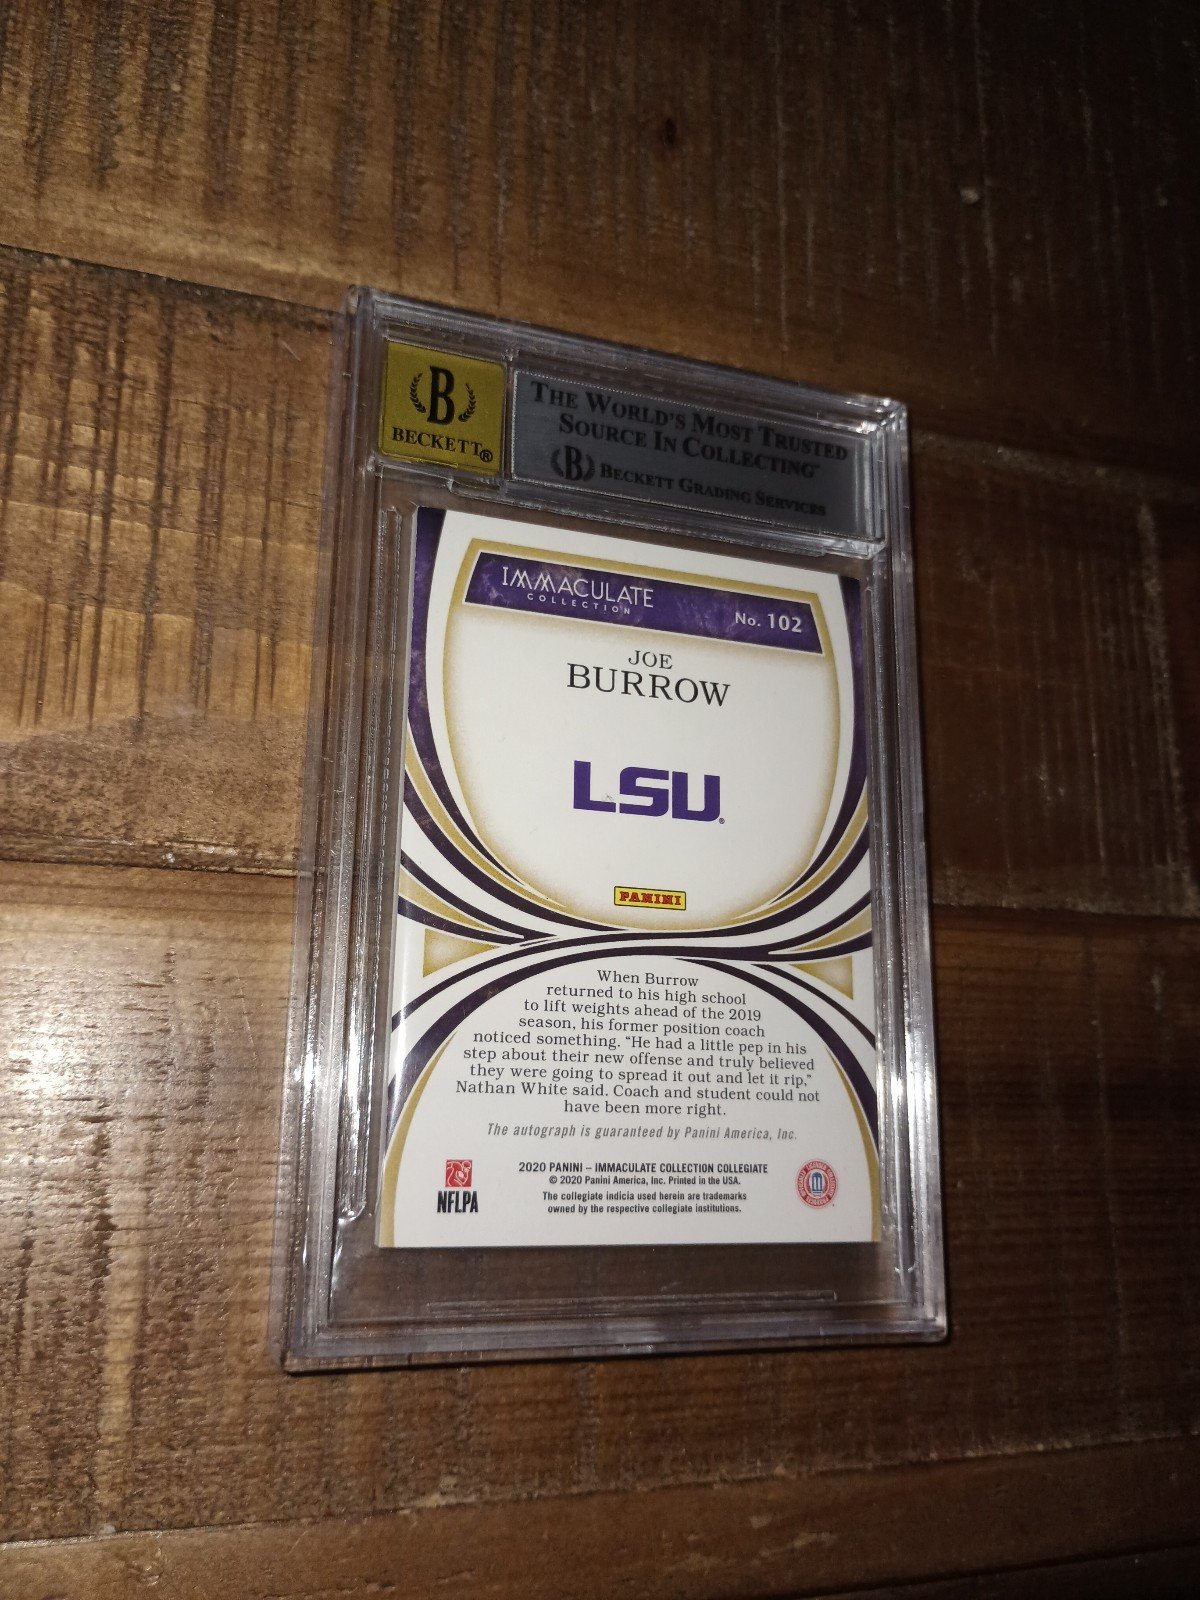 B
BECKETT®
THE WORLD'S MOST TRUSTED
SOURCE IN COLLECTING™
B BECKETT GRADING SERVICES
IMMACULATE
COLLECTION
No. 102
JOE
BURROW
LSU®
PANINI
When Burrow
returned to his high school
to lift weights ahead of the 2019
season, his former position coach
noticed something. “He had a little pep in his
step about their new offense and truly believed
they were going to spread it out and let it rip,”
Nathan White said. Coach and student could not
have been more right.
The autograph is guaranteed by Panini America, Inc.
2020 PANINI – IMMACULATE COLLECTION COLLEGIATE
© 2020 Panini America, Inc. Printed in the USA.
The collegiate indicia used herein are trademarks
owned by the respective collegiate institutions.
NFLPA